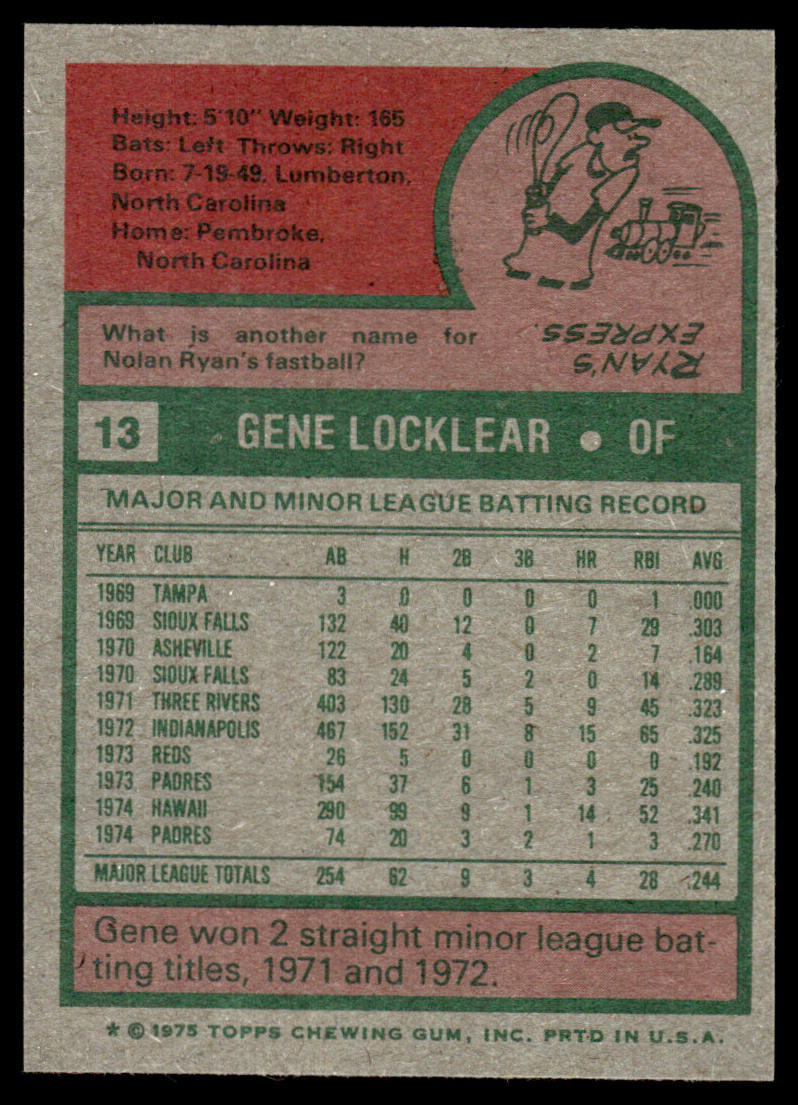 Height: 5'10" Weight: 165
Bats: Left Throws: Right
Born: 7-19-49, Lumberton,
North Carolina
Home: Pembroke,
North Carolina
What is another name for
Nolan Ryan's fastball?
RYAN'S
EXPRESS.
13 GENE LOCKLEAR • OF
MAJOR AND MINOR LEAGUE BATTING RECORD
YEAR CLUB AB H 2B 3B HR RBI AVG
1969 TAMPA 3 0 0 0 0 1 .000
1969 SIOUX FALLS 132 40 12 0 7 29 .303
1970 ASHEVILLE 122 20 4 0 2 7 .164
1970 SIOUX FALLS 83 24 5 2 0 14 .289
1971 THREE RIVERS 403 130 28 5 9 45 .323
1972 INDIANAPOLIS 467 152 31 8 15 65 .325
1973 REDS 26 5 0 0 0 0 .192
1973 PADRES 154 37 6 1 3 25 .240
1974 HAWAII 290 99 9 1 14 52 .341
1974 PADRES 74 20 3 2 1 3 .270
MAJOR LEAGUE TOTALS 254 62 9 3 4 28 .244
Gene won 2 straight minor league bat-
ting titles, 1971 and 1972.
* © 1975 TOPPS CHEWING GUM, INC. PRTD IN U.S.A.